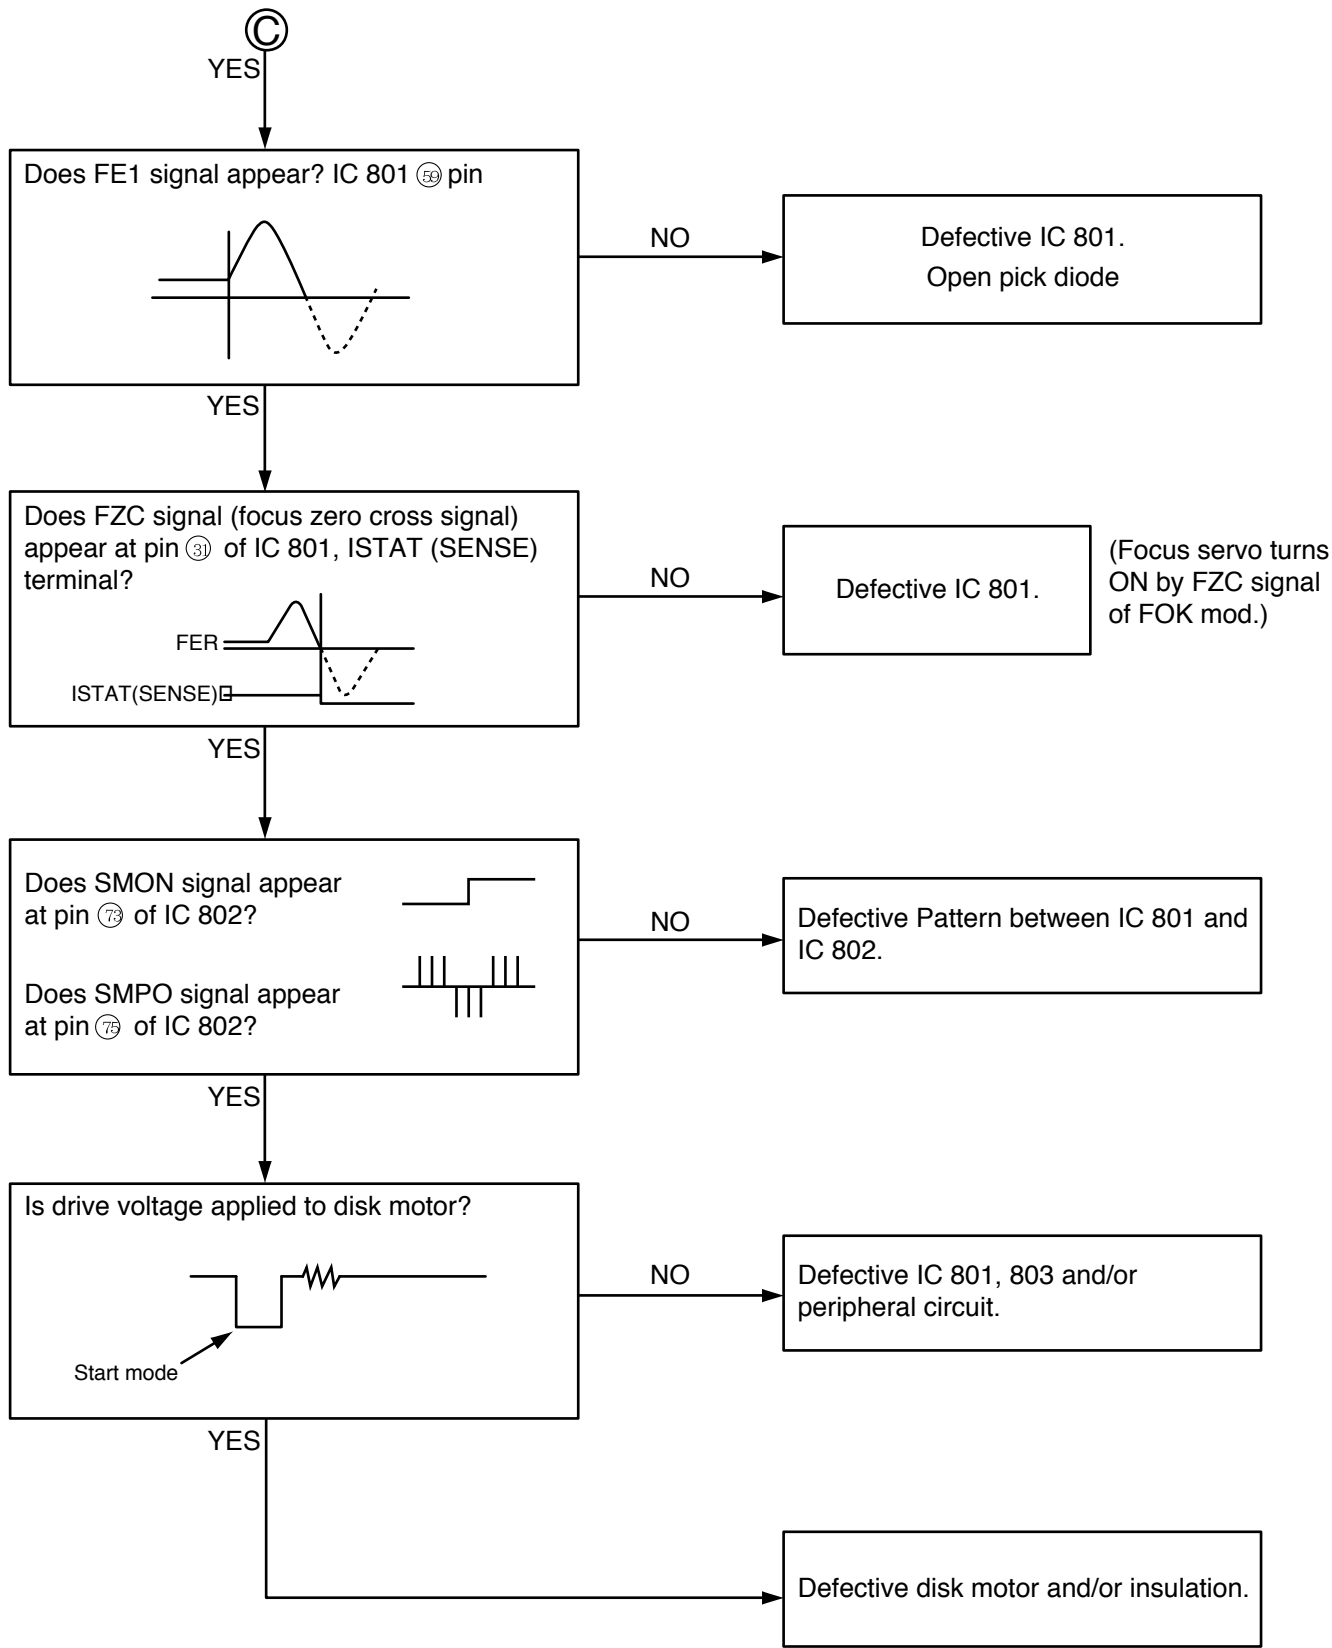 Ⓒ
YES
Does FE1 signal appear? IC 801 ㊾ pin
NO
Defective IC 801.
Open pick diode
YES
Does FZC signal (focus zero cross signal)
appear at pin ㉛ of IC 801, ISTAT (SENSE)
terminal?
FER
ISTAT(SENSE)
NO
Defective IC 801.
(Focus servo turns
ON by FZC signal
of FOK mod.)
YES
Does SMON signal appear
at pin 73 of IC 802?
Does SMPO signal appear
at pin 75 of IC 802?
NO
Defective Pattern between IC 801 and
IC 802.
YES
Is drive voltage applied to disk motor?
Start mode
NO
Defective IC 801, 803 and/or
peripheral circuit.
YES
Defective disk motor and/or insulation.